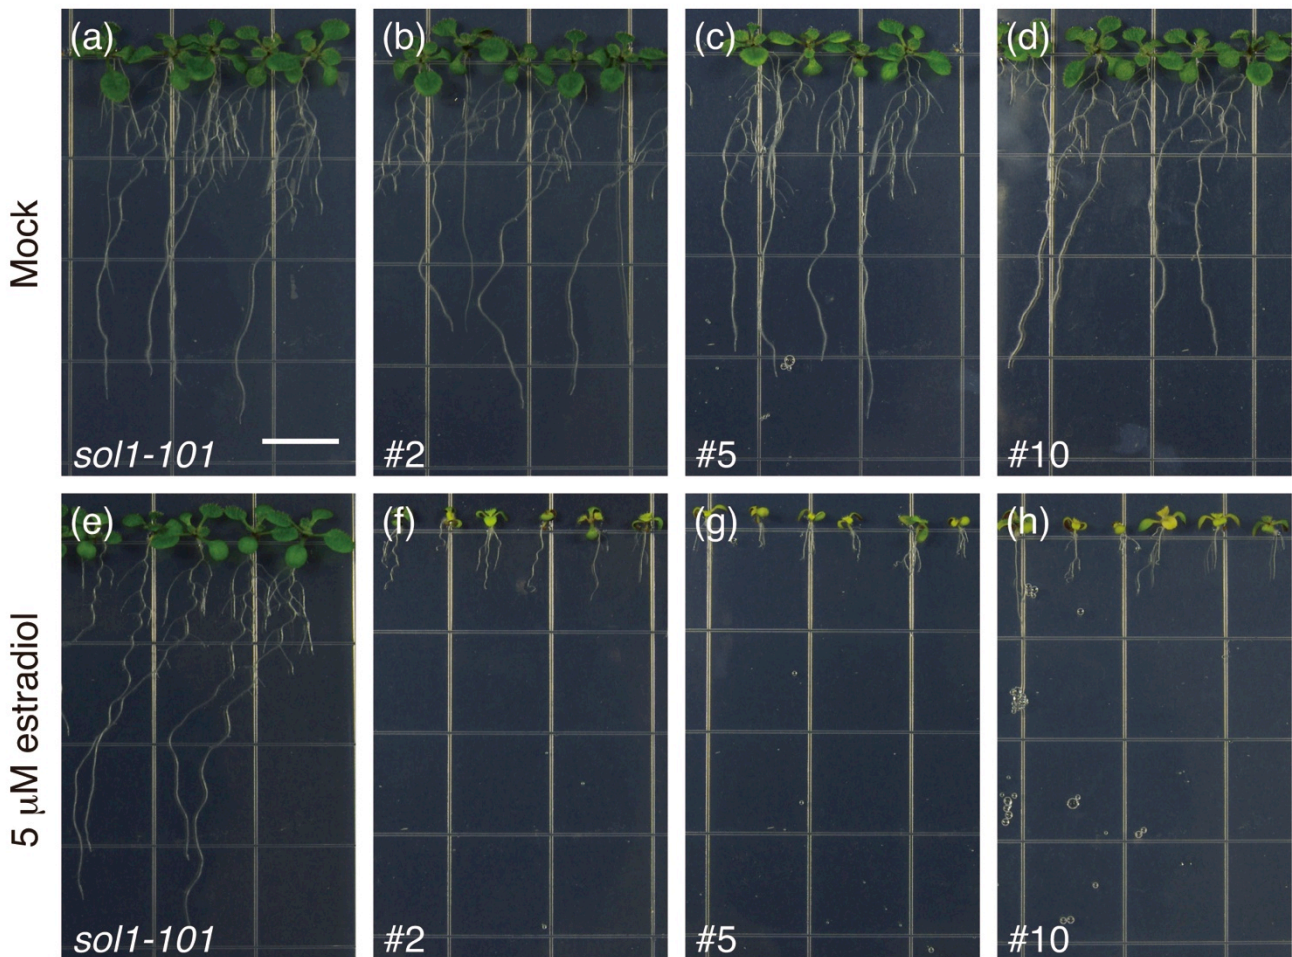 (a)
(b)
(c)
(d)
Mock
sol1-101
#2
#5
#10
(e)
(f)
(g)
(h)
5 μM estradiol
sol1-101
#2
#5
#10